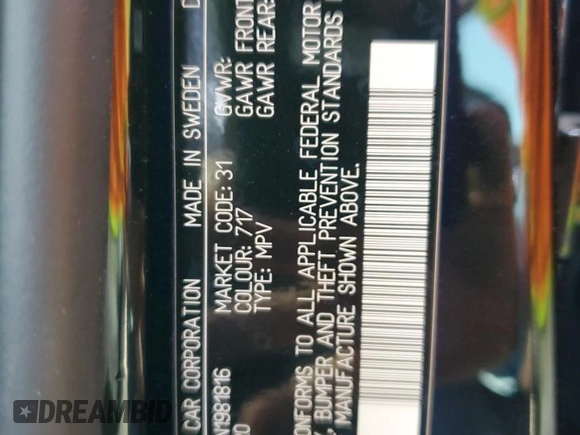 CAR CORPORATION MADE IN SWEDEN
1981816 MARKET CODE: 31 GVWR:
COLOUR: 717 GAWR FRONT
TYPE: MPV GAWR REAR:
CONFORMS TO ALL APPLICABLE FEDERAL MOTOR
BUMPER AND THEFT PREVENTION STANDARDS
MANUFACTURE SHOWN ABOVE.
DREAMBID